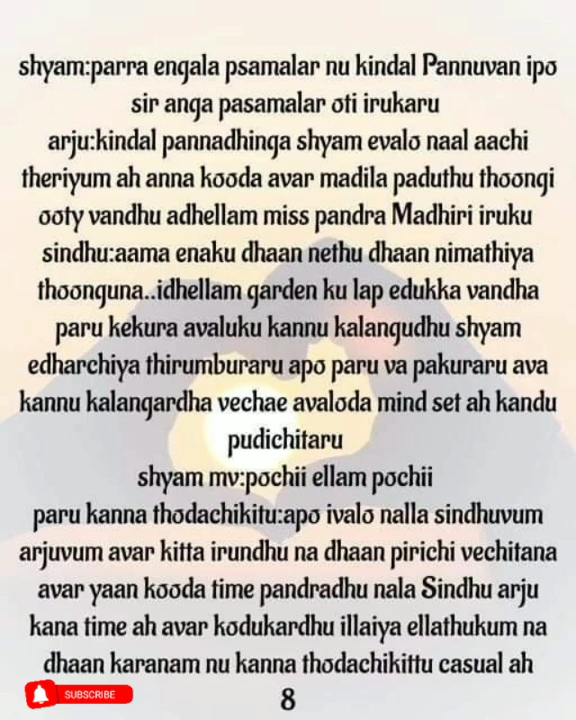 shyam:parra engala psamalar nu kindal Pannuvan ipo
sir anga pasamalar oti irukaru
arju:kindal pannadhinga shyam evalo naal aachi
theriyum ah anna kooda avar madila paduthu thoongi
ooty vandhu adhellam miss pandra Madhiri iruku
sindhu:aama enaku dhaan nethu dhaan nimathiya
thoonguna..idhellam garden ku lap edukka vandha
paru kekura avaluku kannu kalangudhu shyam
edharchiya thirumburaru apo paru va pakuraru ava
kannu kalangardha vechae avaloda mind set ah kandu
pudichitaru
shyam mv:pochii ellam pochii
paru kanna thodachikitu:apo ivalo nalla sindhuvum
arjuvum avar kitta irundhu na dhaan pirichi vechitana
avar yaan kooda time pandradhu nala Sindhu arju
kana time ah avar kodukardhu illaiya ellathukum na
dhaan karanam nu kanna thodachikittu casual ah
SUBSCRIBE
8